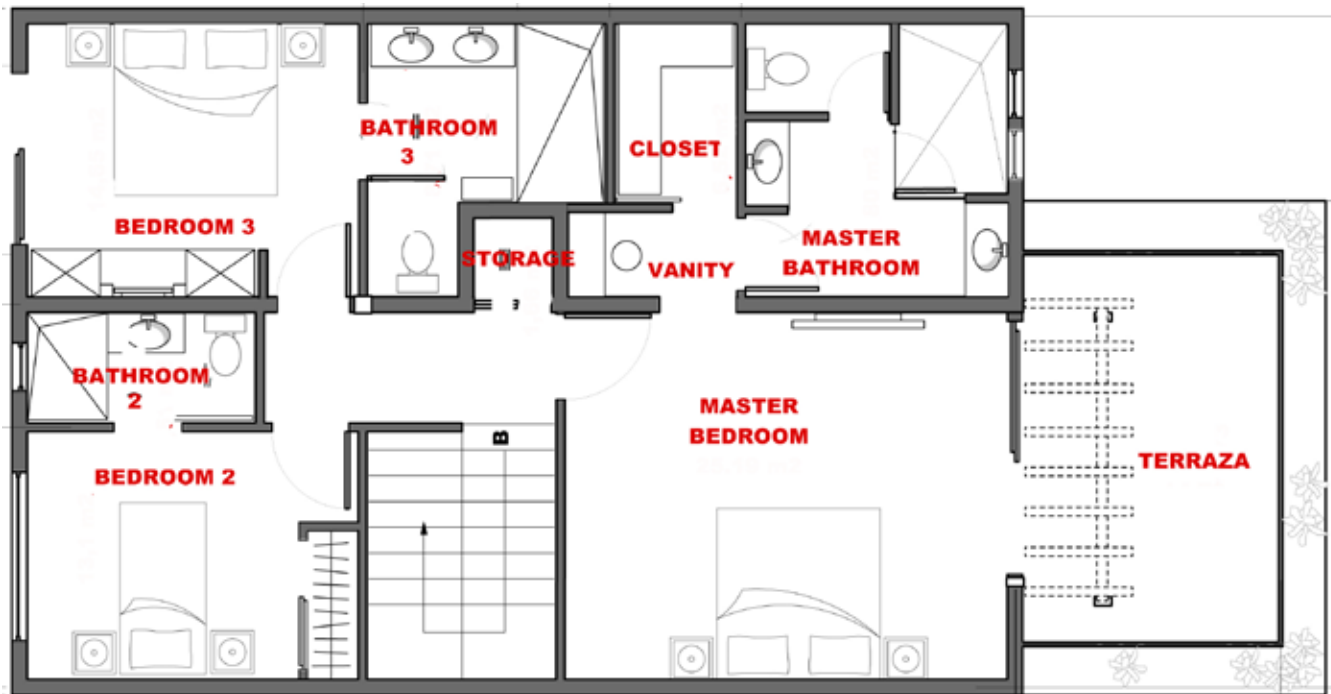 BATHROOM
3
CLOSET
BEDROOM 3
STORAGE
VANITY
MASTER
BATHROOM
BATHROOM
2
MASTER
BEDROOM
B
TERRAZA
BEDROOM 2